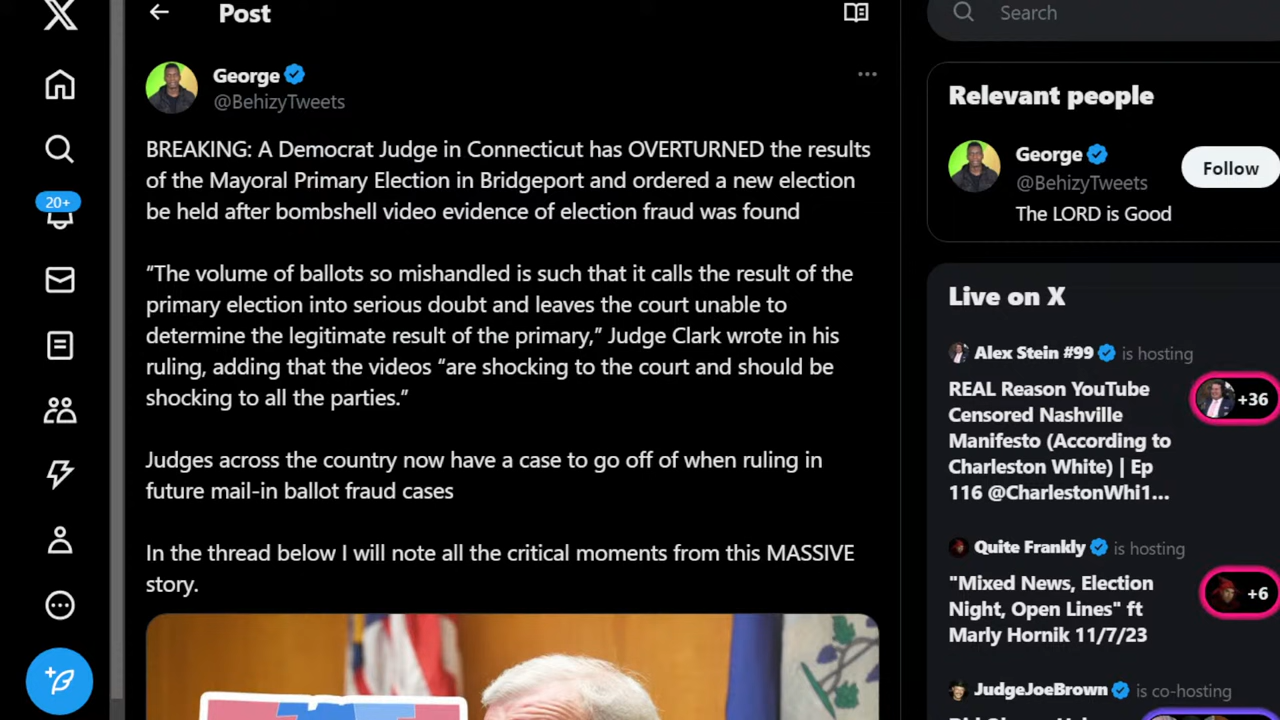 Post
Search
George
@BehizyTweets
BREAKING: A Democrat Judge in Connecticut has OVERTURNED the results
of the Mayoral Primary Election in Bridgeport and ordered a new election
be held after bombshell video evidence of election fraud was found
“The volume of ballots so mishandled is such that it calls the result of the
primary election into serious doubt and leaves the court unable to
determine the legitimate result of the primary,” Judge Clark wrote in his
ruling, adding that the videos “are shocking to the court and should be
shocking to all the parties.”
Judges across the country now have a case to go off of when ruling in
future mail-in ballot fraud cases
In the thread below I will note all the critical moments from this MASSIVE
story.
20+
Relevant people
George
@BehizyTweets
Follow
The LORD is Good
Live on X
Alex Stein #99 is hosting
REAL Reason YouTube
Censored Nashville
Manifesto (According to
Charleston White) | Ep
116 @CharlestonWhi1...
+36
Quite Frankly is hosting
"Mixed News, Election
Night, Open Lines" ft
Marly Hornik 11/7/23
+6
JudgeJoeBrown is co-hosting